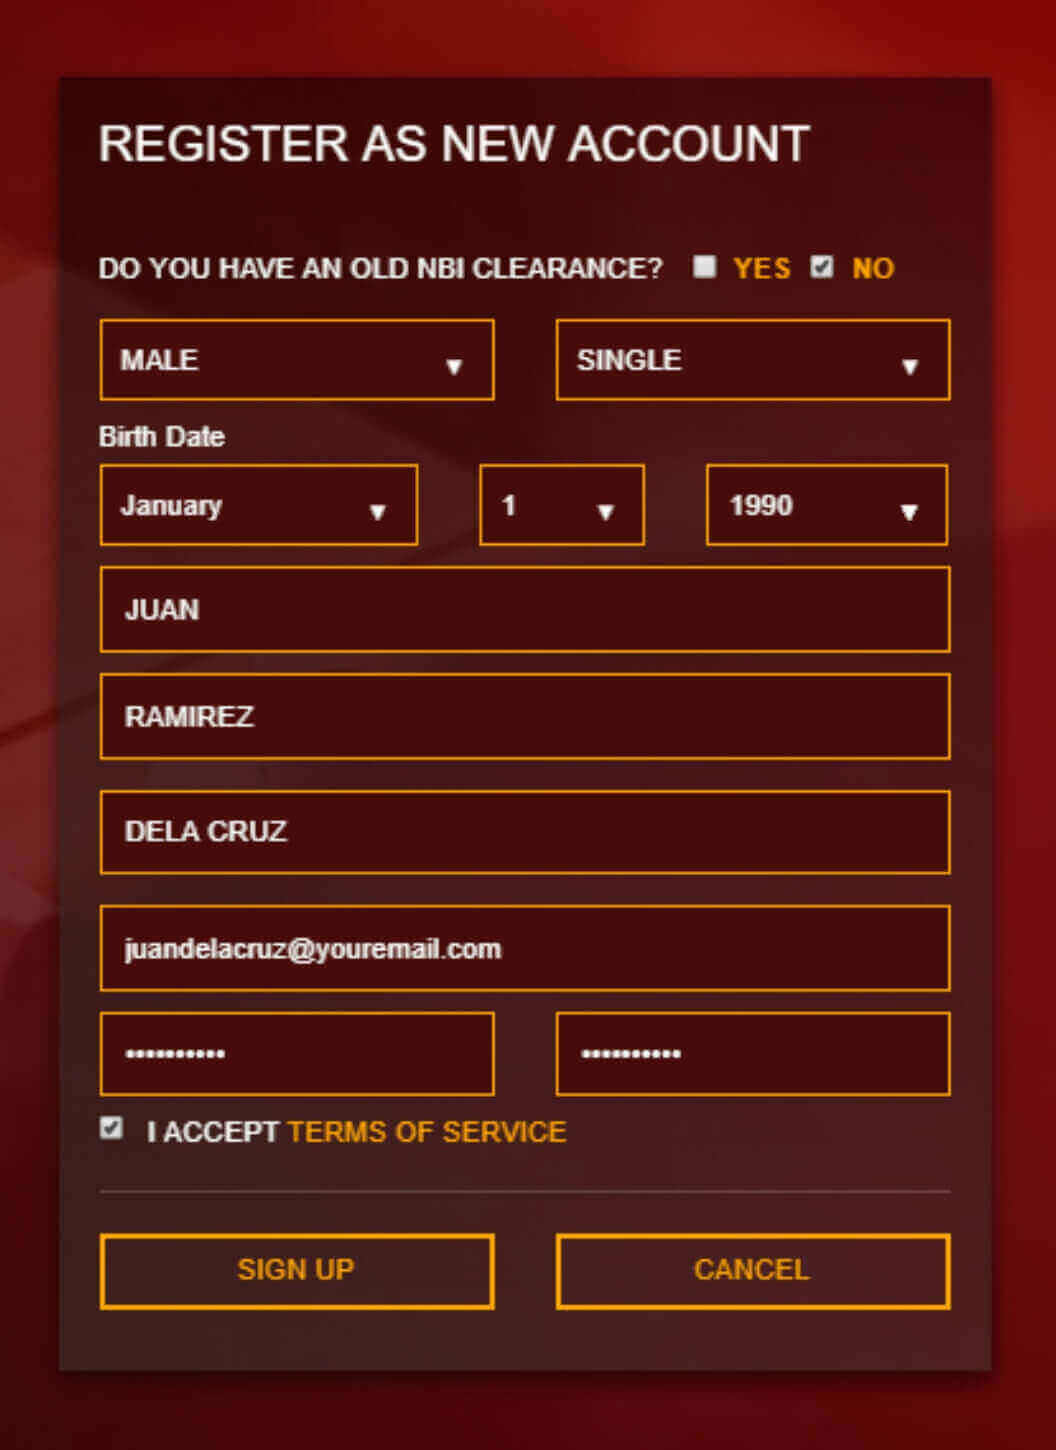 REGISTER AS NEW ACCOUNT
DO YOU HAVE AN OLD NBI CLEARANCE? YES NO
MALE SINGLE
Birth Date
January 1 1990
JUAN
RAMIREZ
DELA CRUZ
juandelacruz@youremail.com
•••••••••• ••••••••••
I ACCEPT TERMS OF SERVICE
SIGN UP CANCEL